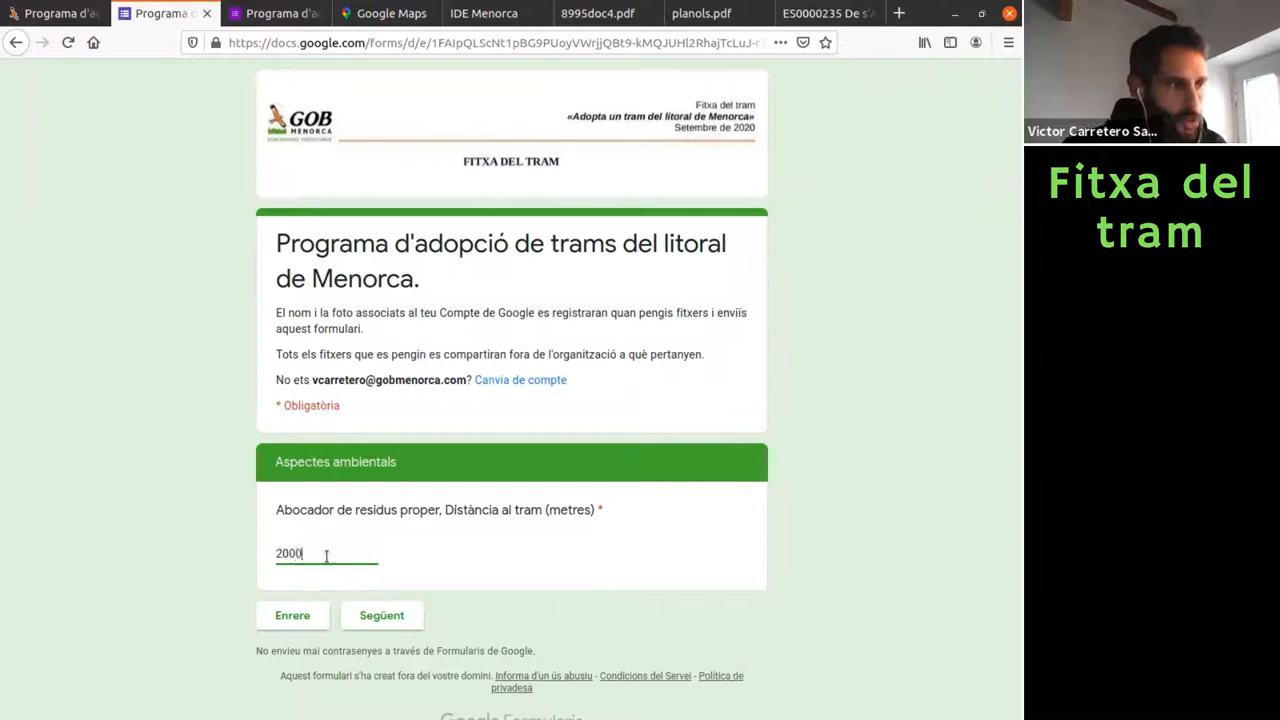 Programa d'a
Programa d'a
Programa d'a
Google Maps
IDE Menorca
8995doc4.pdf
planols.pdf
ES0000235 De s'A
https://docs.google.com/forms/d/e/1FAIpQLScNt1pBG9PUoyVWrjjQBt9-kMQJUHl2RhajTcLuJ-r
GOB
MENORCA
Fitxa del tram
«Adopta un tram del litoral de Menorca»
Setembre de 2020
FITXA DEL TRAM
Programa d'adopció de trams del litoral
de Menorca.
El nom i la foto associats al teu Compte de Google es registraran quan pengis fitxers i enviïs
aquest formulari.
Tots els fitxers que es pengin es compartiran fora de l'organització a què pertanyen.
No ets vcarretero@gobmenorca.com? Canvia de compte
* Obligatòria
Aspectes ambientals
Abocador de residus proper, Distància al tram (metres) *
2000
Enrere
Següent
No envieu mai contrasenyes a través de Formularis de Google.
Aquest formulari s'ha creat fora del vostre domini. Informa d'un ús abusiu - Condicions del Servei - Política de
privadesa
Google Formularis
Victor Carretero Sa...
Fitxa del
tram